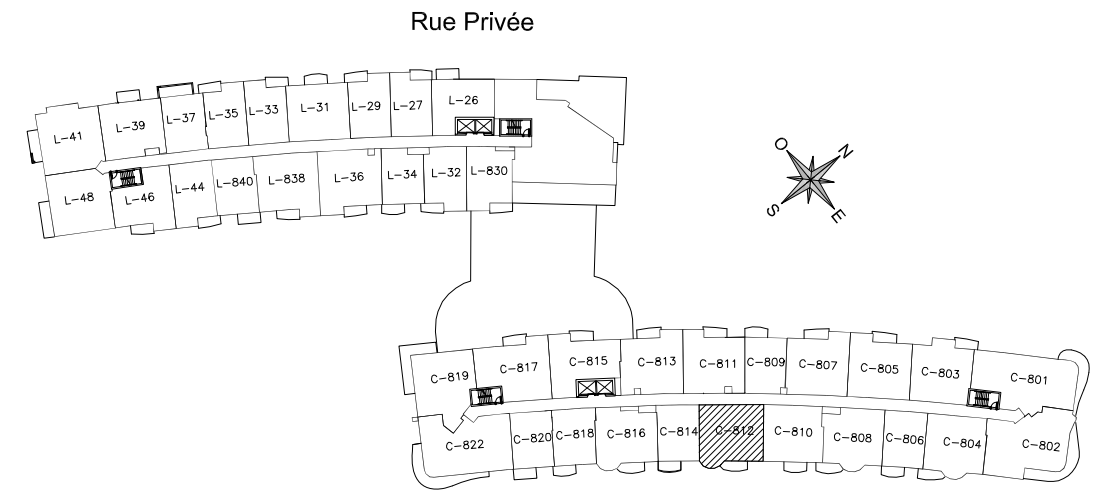 Rue Privée
L-41
L-39
L-37
L-35
L-33
L-31
L-29
L-27
L-26
L-48
L-46
L-44
L-840
L-838
L-36
L-34
L-32
L-830
O
N
S
E
C-819
C-817
C-815
C-813
C-811
C-809
C-807
C-805
C-803
C-801
C-822
C-820
C-818
C-816
C-814
C-812
C-810
C-808
C-806
C-804
C-802